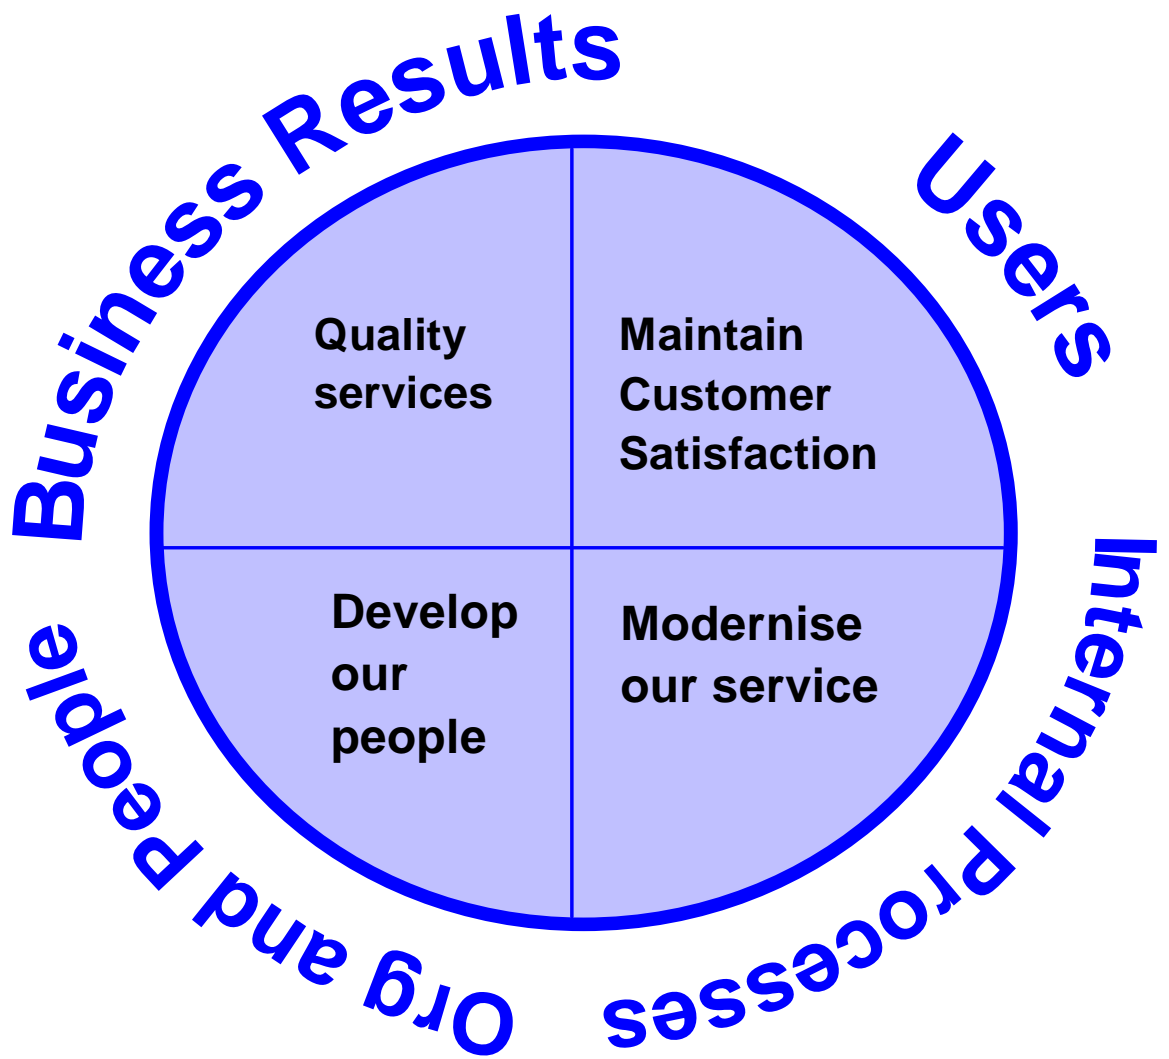 Business Results
Users
Quality
services
Maintain
Customer
Satisfaction
Develop
our
people
Modernise
our service
Org and People
Internal Processes